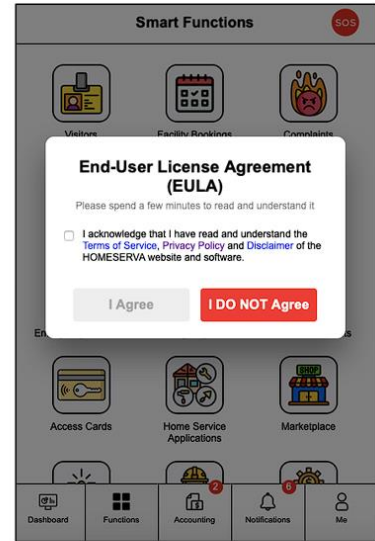 Smart Functions
SOS
Visitors
Facility Bookings
Complaints
End-User License Agreement
(EULA)
Please spend a few minutes to read and understand it
I acknowledge that I have read and understand the
Terms of Service, Privacy Policy and Disclaimer of the
HOMESERVA website and software.
I Agree
I DO NOT Agree
Access Cards
Home Service
Applications
SHOP
Marketplace
Dashboard
Functions
2
Accounting
6
Notifications
Me